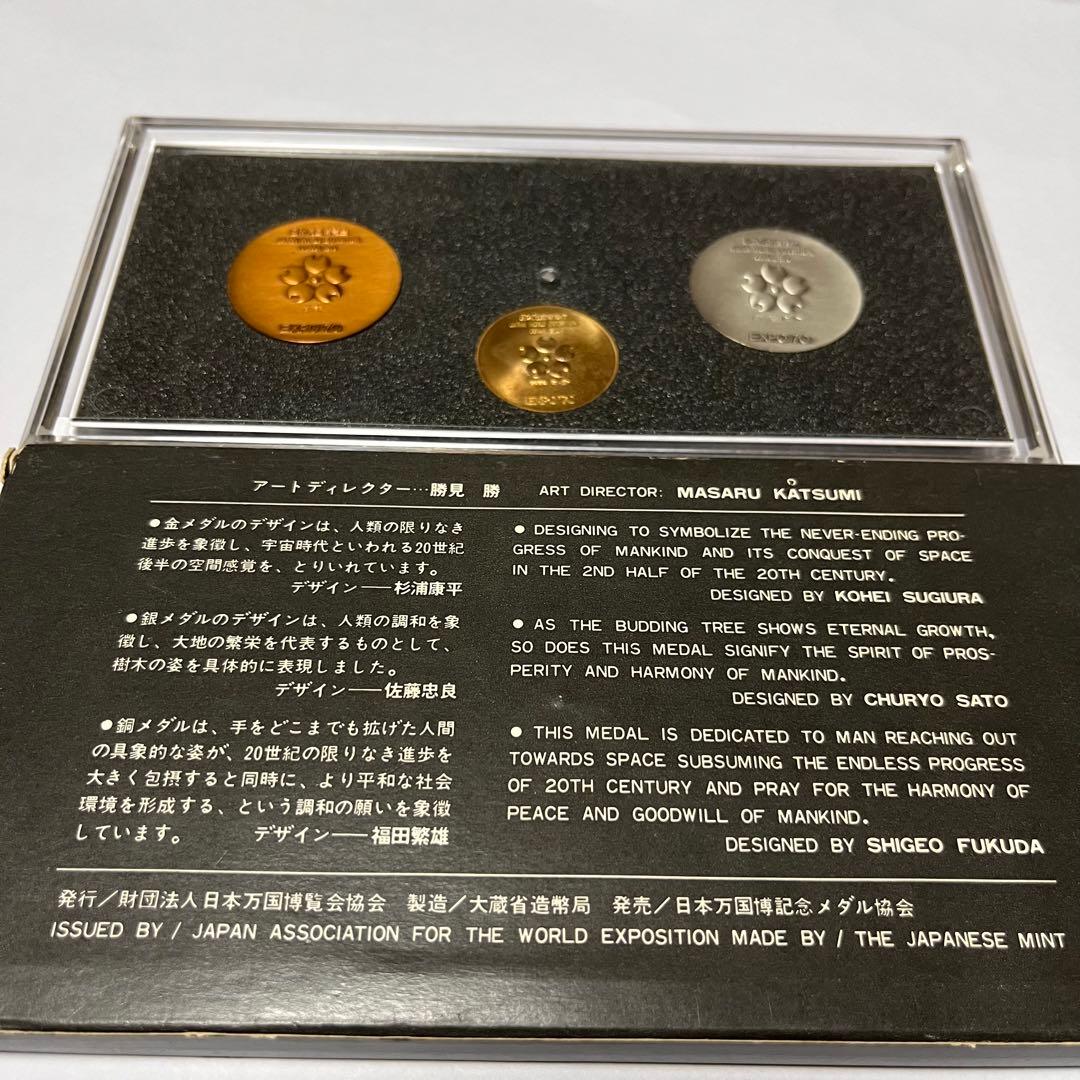 EXPO'70
EXPO'70
EXPO'70
アートディレクター…勝見 勝 ART DIRECTOR: MASARU KATSUMI
●金メダルのデザインは、人類の限りなき
進歩を象徴し、宇宙時代といわれる20世紀
後半の空間感覚を、とりいれています。
デザイン——杉浦康平
●銀メダルのデザインは、人類の調和を象
徴し、大地の繁栄を代表するものとして、
樹木の姿を具体的に表現しました。
デザイン——佐藤忠良
●銅メダルは、手をどこまでも拡げた人間
の具象的な姿が、20世紀の限りなき進歩を
大きく包摂すると同時に、より平和な社会
環境を形成する、という調和の願いを象徴
しています。 デザイン——福田繁雄
● DESIGNING TO SYMBOLIZE THE NEVER-ENDING PRO-
GRESS OF MANKIND AND ITS CONQUEST OF SPACE
IN THE 2ND HALF OF THE 20TH CENTURY.
DESIGNED BY KOHEI SUGIURA
● AS THE BUDDING TREE SHOWS ETERNAL GROWTH,
SO DOES THIS MEDAL SIGNIFY THE SPIRIT OF PROS-
PERITY AND HARMONY OF MANKIND.
DESIGNED BY CHURYO SATO
● THIS MEDAL IS DEDICATED TO MAN REACHING OUT
TOWARDS SPACE SUBSUMING THE ENDLESS PROGRESS
OF 20TH CENTURY AND PRAY FOR THE HARMONY OF
PEACE AND GOODWILL OF MANKIND.
DESIGNED BY SHIGEO FUKUDA
発行／財団法人日本万国博覧会協会 製造／大蔵省造幣局 発売／日本万国博記念メダル協会
ISSUED BY / JAPAN ASSOCIATION FOR THE WORLD EXPOSITION MADE BY / THE JAPANESE MINT